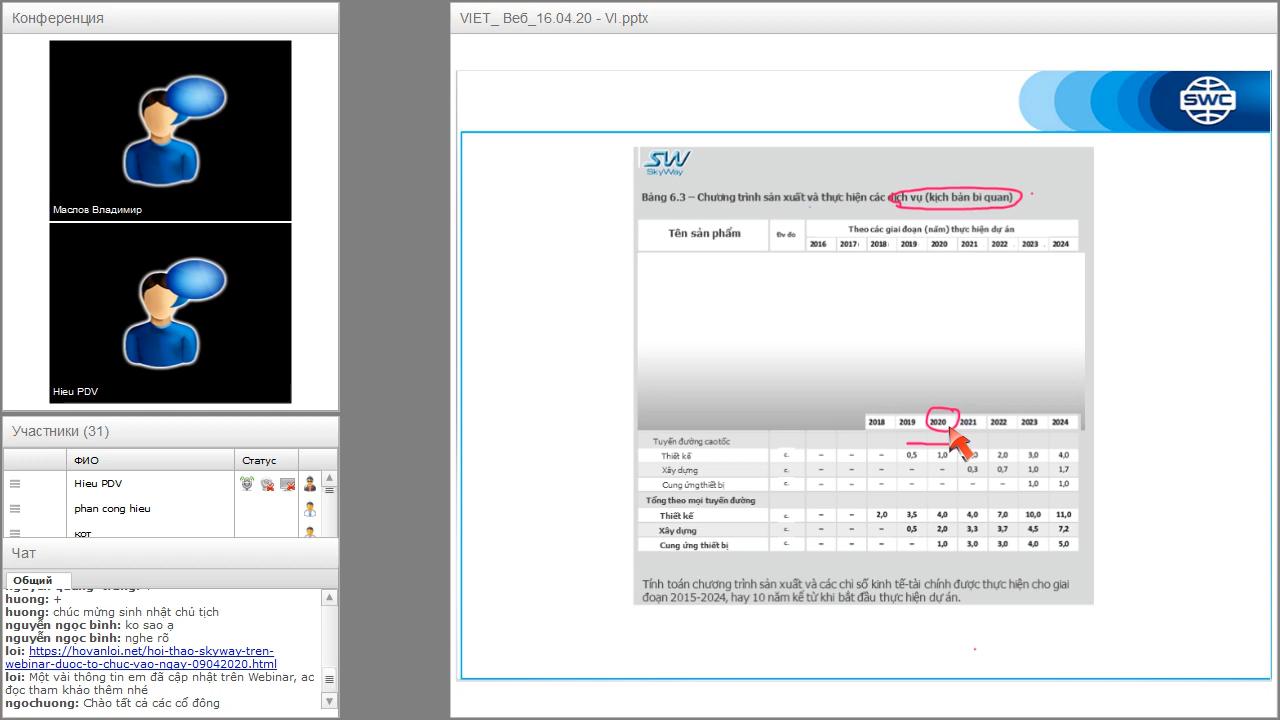 Конференция
Маслов Владимир
Hieu PDV
Участники (31)
ФИО Статус
Hieu PDV
phan cong hieu
кот
Чат
Общий
huong: +
huong: chúc mừng sinh nhật chủ tịch
nguyễn ngọc bình: ko sao ạ
nguyễn ngọc bình: nghe rõ
loi: https://hovanloi.net/hoi-thao-skyway-tren-
webinar-duoc-to-chuc-vao-ngay-09042020.html
loi: Một vài thông tin em đã cập nhật trên Webinar, ac
đọc tham khảo thêm nhé
ngochuong: Chào tất cả các cổ đông
VIET_ Веб_16.04.20 - VI.pptx
SWC
SW
SkyWay
Bảng 6.3 – Chương trình sản xuất và thực hiện các dịch vụ (kịch bản bi quan)
Tên sản phẩm Đv đo Theo các giai đoạn (năm) thực hiện dự án
2016 2017 2018 2019 2020 2021 2022 2023 2024
2018 2019 2020 2021 2022 2023 2024
Tuyến đường caotốc
Thiết kế c. – – – 0,5 1,0 2,0 3,0 4,0
Xây dựng c. – – – – – 0,3 0,7 1,0 1,7
Cung ứngthiết bị c. – – – – – – – 1,0 1,0
Tổng theo mọi tuyến đường
Thiết kế c. – – 2,0 3,5 4,0 4,0 7,0 10,0 11,0
Xây dựng c. – – – 0,5 2,0 3,3 3,7 4,5 7,2
Cung ứng thiết bị c. – – – – 1,0 3,0 3,0 4,0 5,0
Tính toán chương trình sản xuất và các chi số kinh tế-tài chính được thực hiện cho giai
đoạn 2015-2024, hay 10 năm kể từ khi bắt đầu thực hiện dự án.